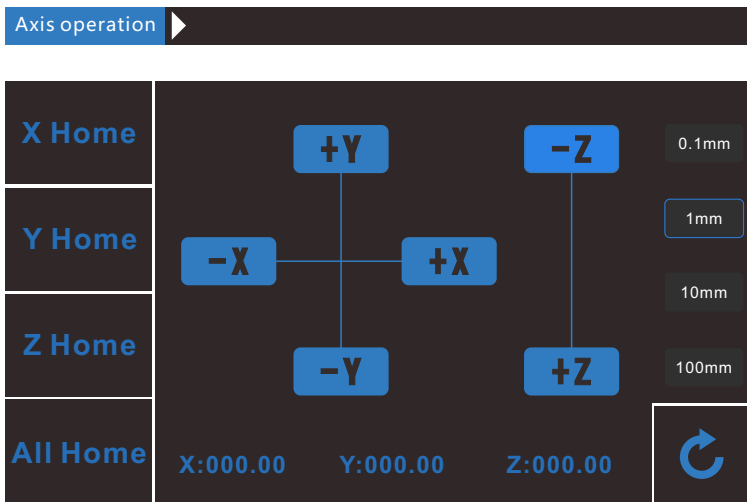 Axis operation
X Home
Y Home
Z Home
All Home
+Y
-X
+X
-Y
-Z
+Z
0.1mm
1mm
10mm
100mm
X:000.00 Y:000.00 Z:000.00